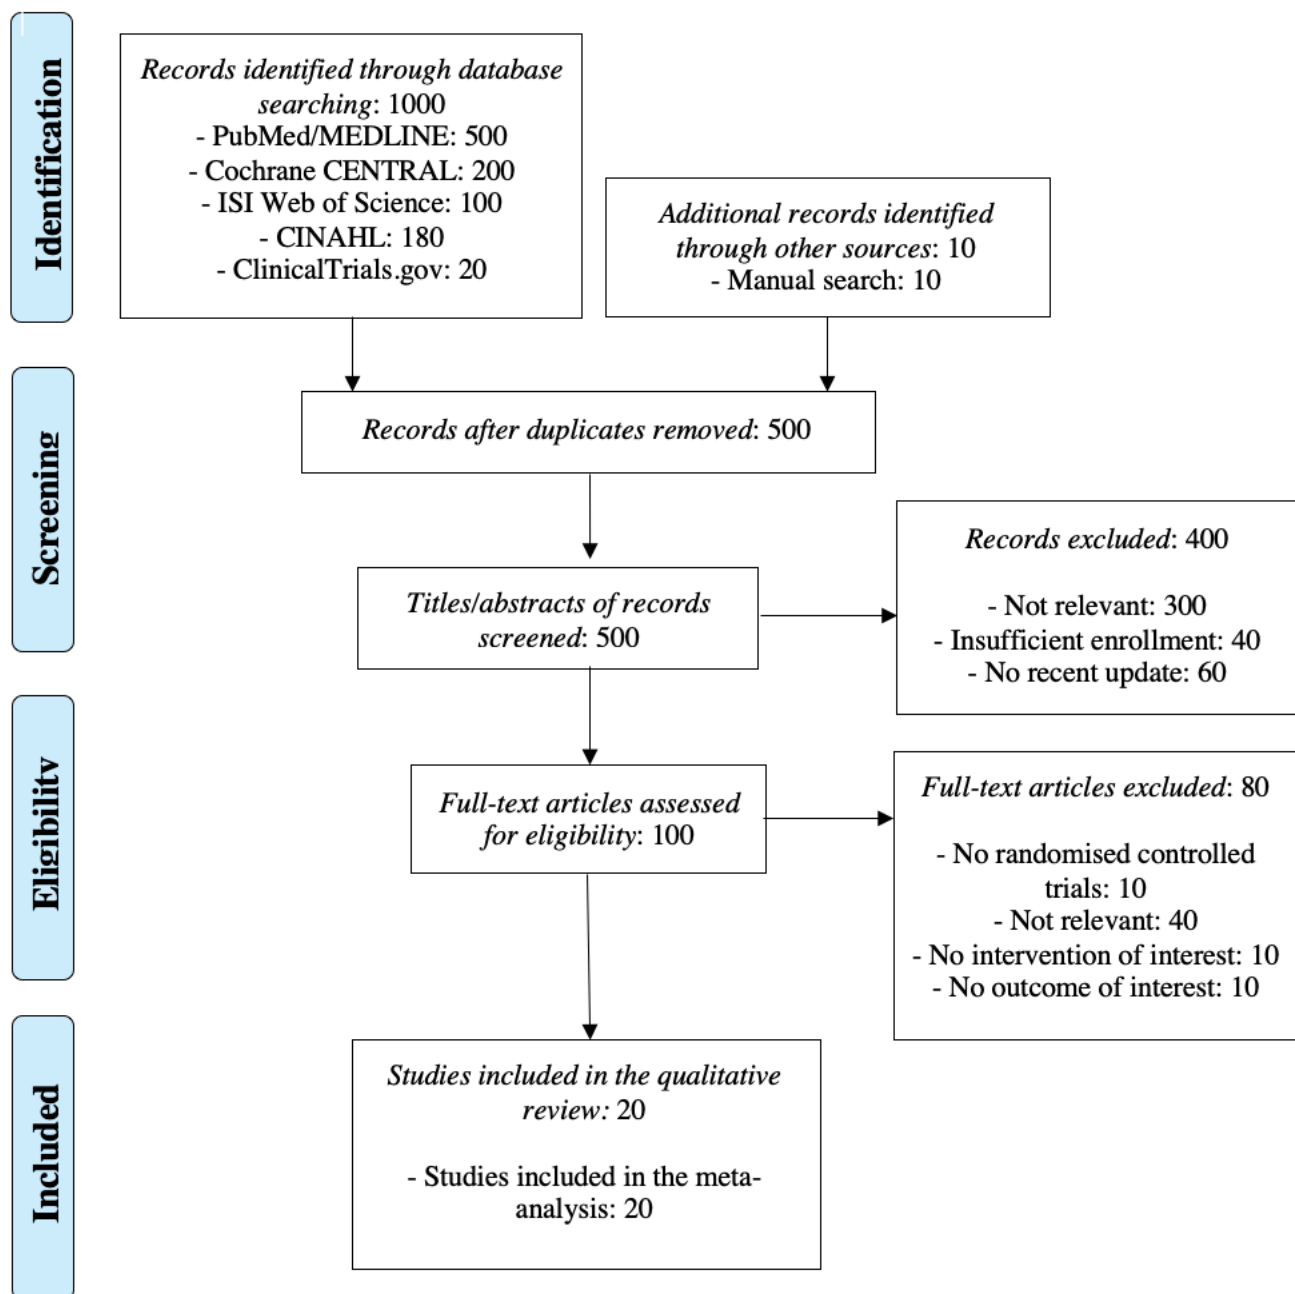 Identification
Records identified through database
searching: 1000
- PubMed/MEDLINE: 500
- Cochrane CENTRAL: 200
- ISI Web of Science: 100
- CINAHL: 180
- ClinicalTrials.gov: 20
Additional records identified
through other sources: 10
- Manual search: 10
Screening
Records after duplicates removed: 500
Titles/abstracts of records
screened: 500
Records excluded: 400
- Not relevant: 300
- Insufficient enrollment: 40
- No recent update: 60
Eligibility
Full-text articles assessed
for eligibility: 100
Full-text articles excluded: 80
- No randomised controlled
trials: 10
- Not relevant: 40
- No intervention of interest: 10
- No outcome of interest: 10
Included
Studies included in the qualitative
review: 20
- Studies included in the meta-
analysis: 20